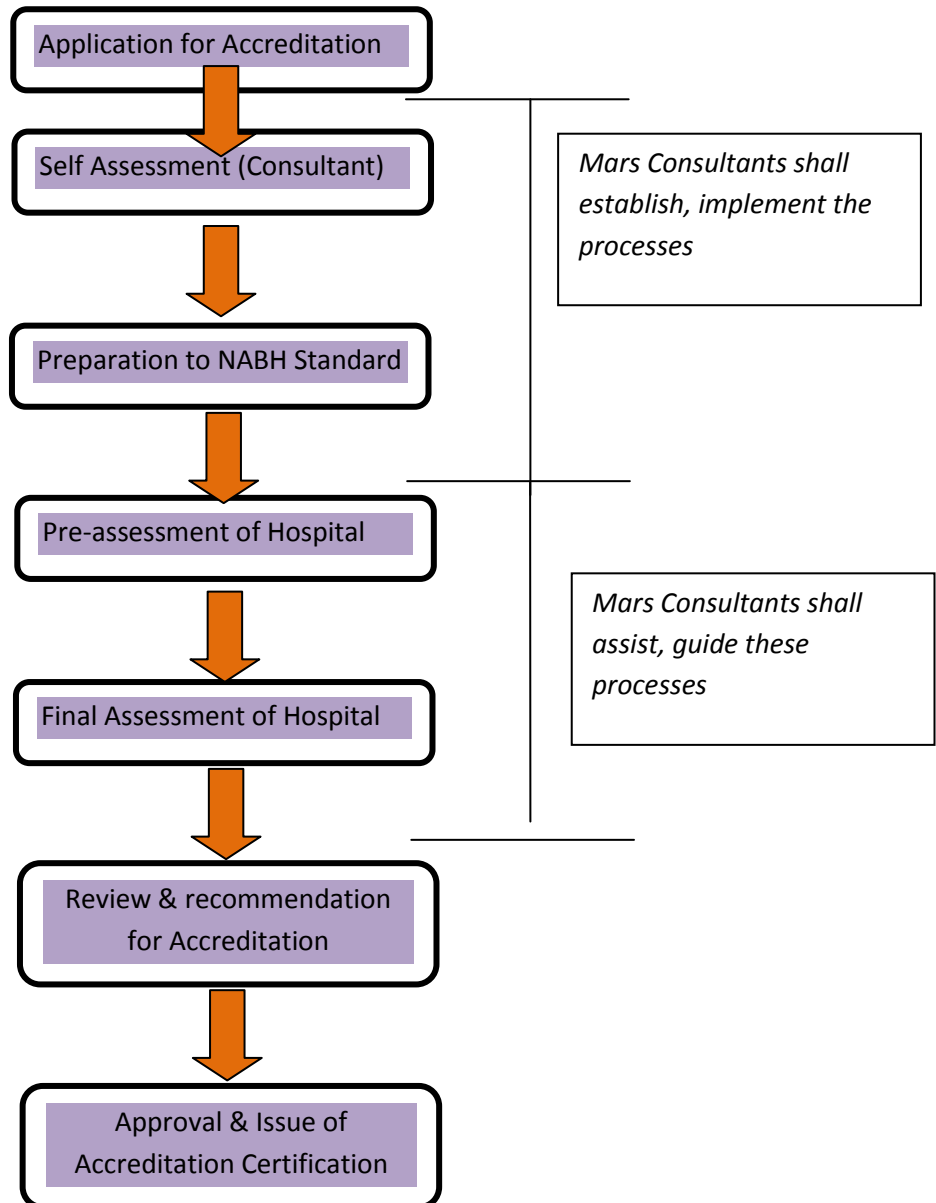 Application for Accreditation
Self Assessment (Consultant)
Mars Consultants shall
establish, implement the
processes
Preparation to NABH Standard
Pre-assessment of Hospital
Mars Consultants shall
assist, guide these
processes
Final Assessment of Hospital
Review & recommendation
for Accreditation
Approval & Issue of
Accreditation Certification